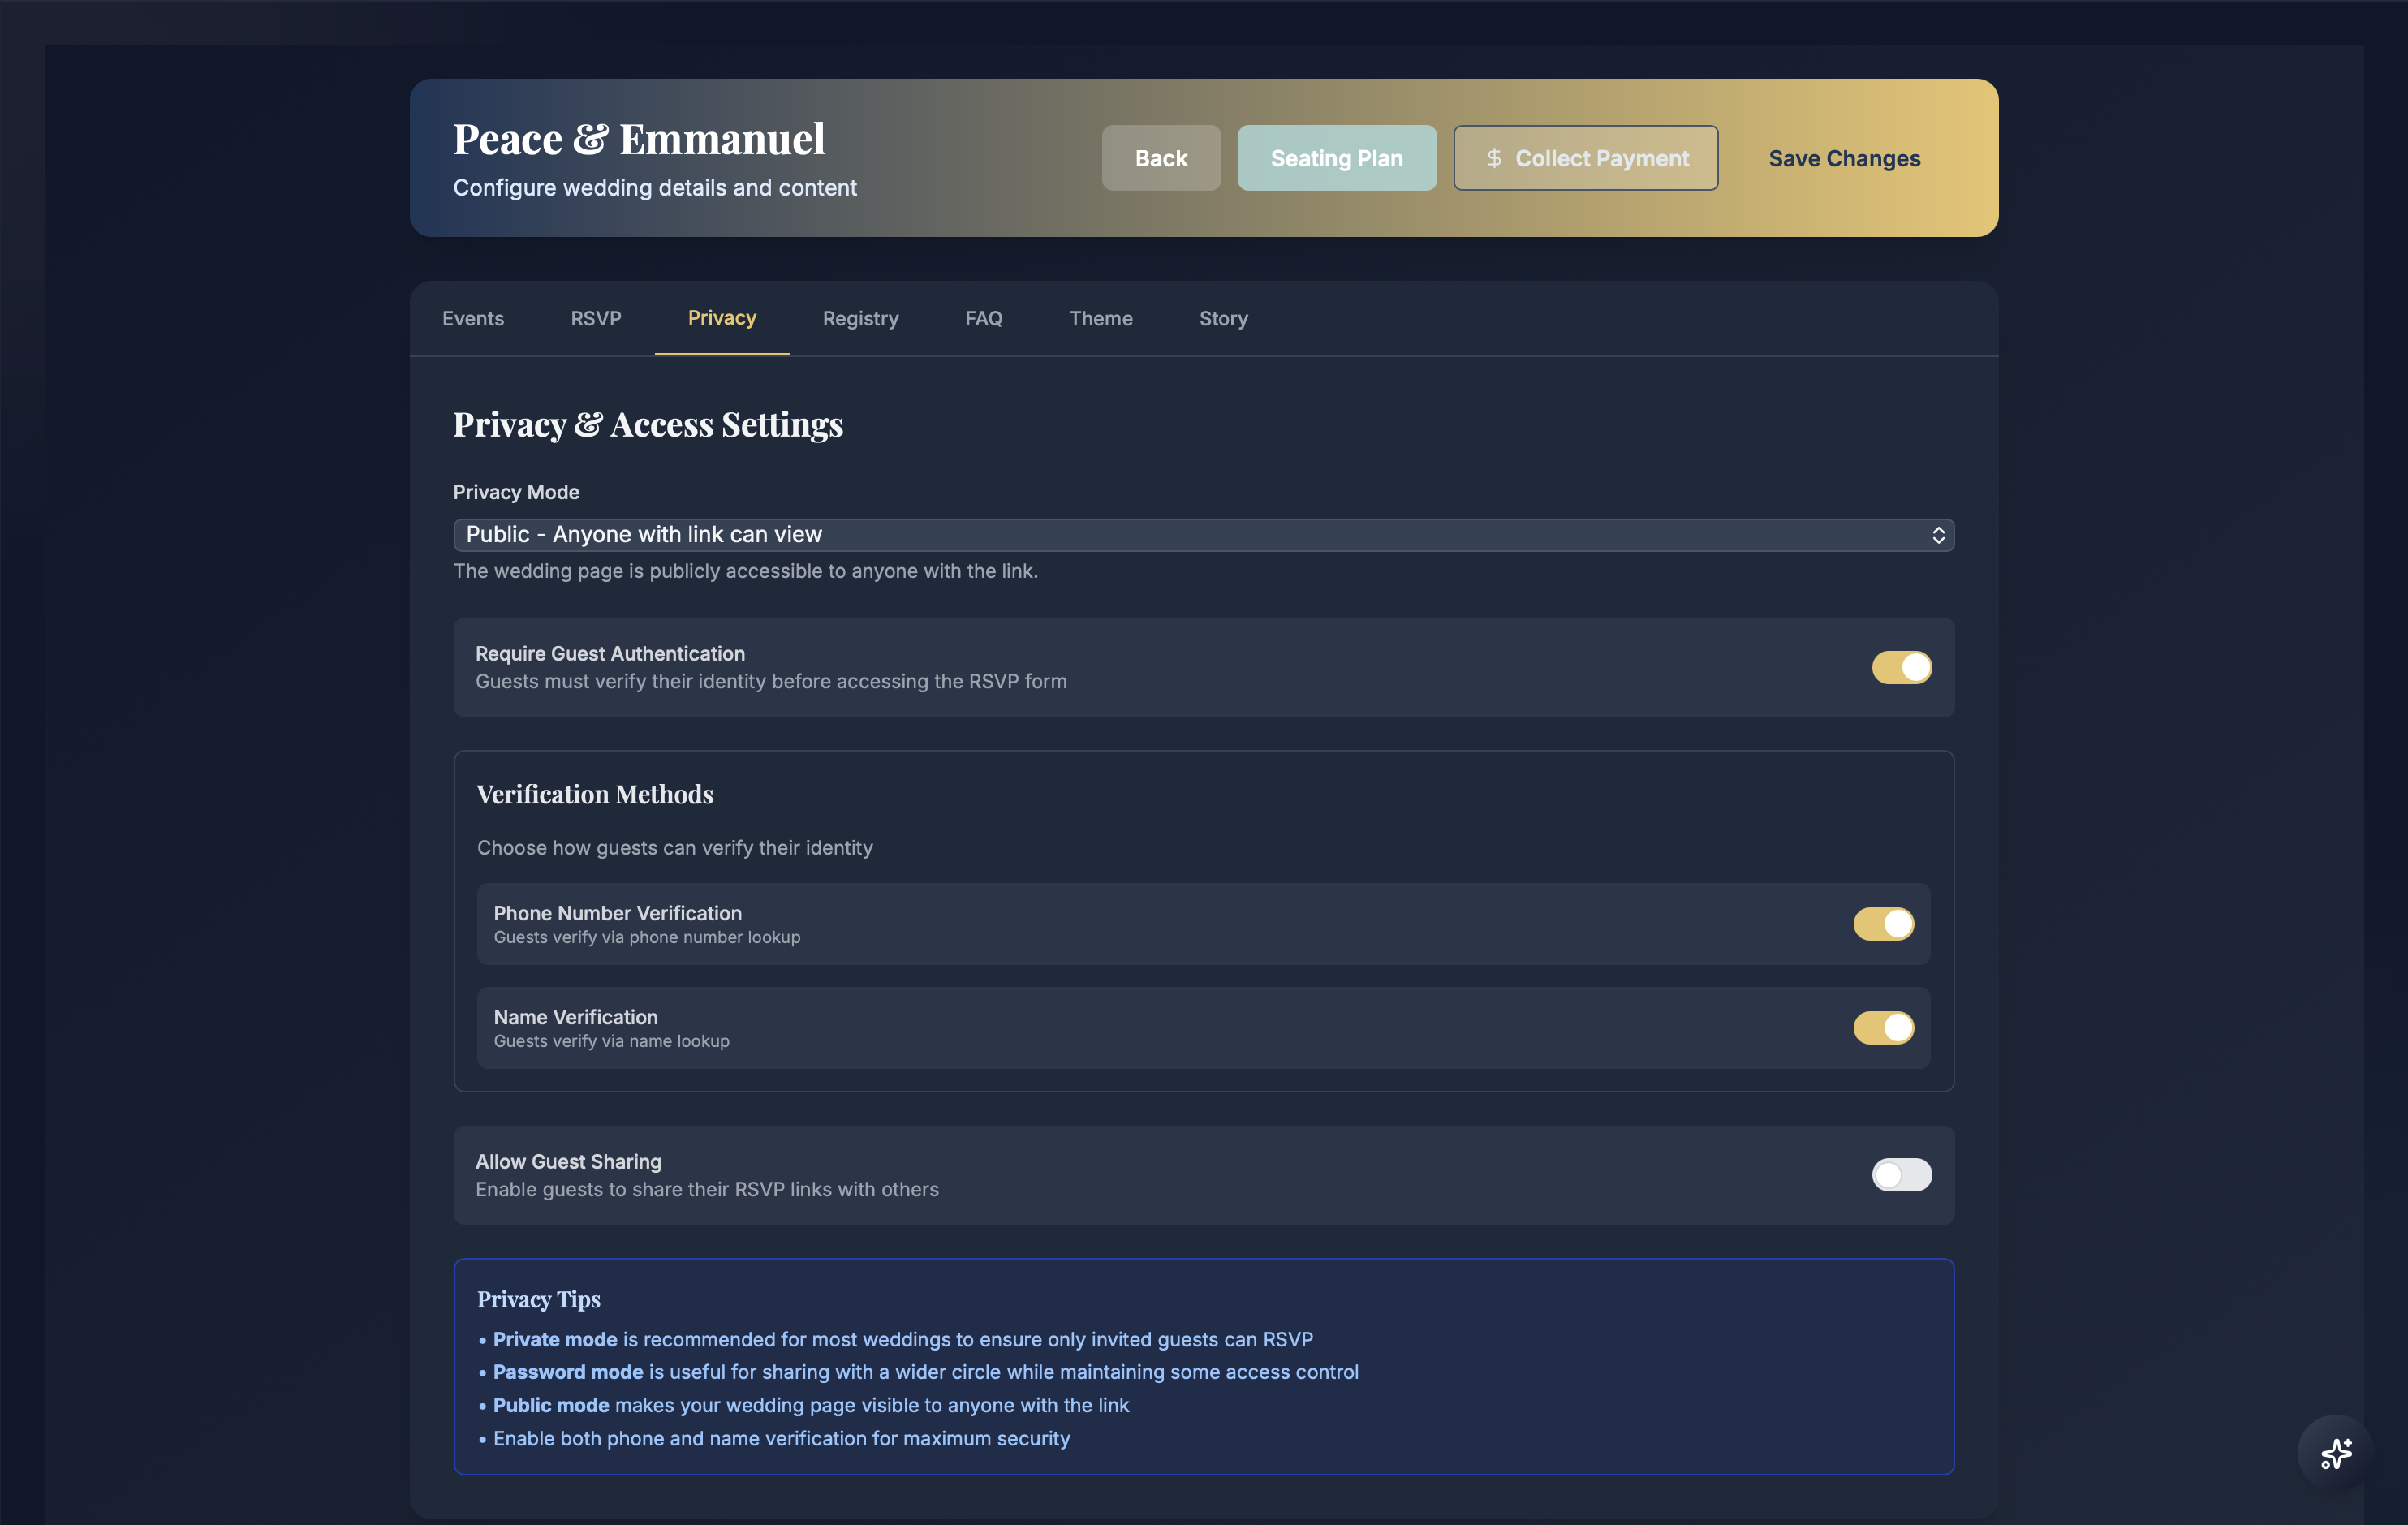 Peace & Emmanuel
Configure wedding details and content
Back
Seating Plan
$ Collect Payment
Save Changes
Events
RSVP
Privacy
Registry
FAQ
Theme
Story
Privacy & Access Settings
Privacy Mode
Public - Anyone with link can view
The wedding page is publicly accessible to anyone with the link.
Require Guest Authentication
Guests must verify their identity before accessing the RSVP form
Verification Methods
Choose how guests can verify their identity
Phone Number Verification
Guests verify via phone number lookup
Name Verification
Guests verify via name lookup
Allow Guest Sharing
Enable guests to share their RSVP links with others
Privacy Tips
• Private mode is recommended for most weddings to ensure only invited guests can RSVP
• Password mode is useful for sharing with a wider circle while maintaining some access control
• Public mode makes your wedding page visible to anyone with the link
• Enable both phone and name verification for maximum security